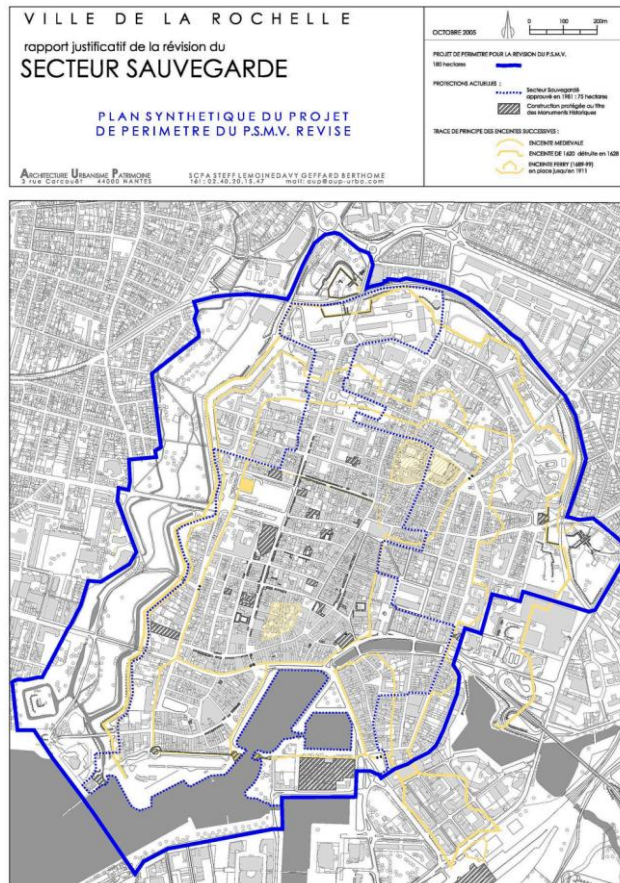 VILLE DE LA ROCHELLE
rapport justificatif de la révision du
SECTEUR SAUVEGARDE
PLAN SYNTHETIQUE DU PROJET
DE PERIMETRE DU P.S.M.V. REVISE
ARCHITECTURE URBANISME PATRIMOINE
3 rue Carcouët 44000 NANTES
SCPA STEFF LEMOINE DAVY GEFFARD BERTHOME
tél : 02.40.20.15.47 mail: aup@aup-urba.com
OCTOBRE 2005
0 100 200m
PROJET DE PERIMETRE POUR LA REVISION DU P.S.M.V.
180 hectares
PROTECTIONS ACTUELLES :
Secteur Sauvegardé
approuvé en 1981 : 75 hectares
Construction protégée au titre
des Monuments Historiques
TRACE DE PRINCIPE DES ENCEINTES SUCCESSIVES :
ENCEINTE MEDIEVALE
ENCEINTE DE 1620 détruite en 1628
ENCEINTE FERRY (1689-99)
en place jusqu'en 1911